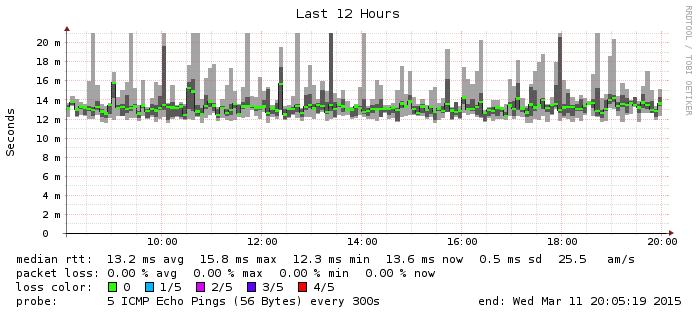 Last 12 Hours
RRDTOOL / TOBI OETIKER
Seconds
20 m
18 m
16 m
14 m
12 m
10 m
8 m
6 m
4 m
2 m
0
10:00 12:00 14:00 16:00 18:00 20:00
median rtt: 13.2 ms avg 15.8 ms max 12.3 ms min 13.6 ms now 0.5 ms sd 25.5 am/s
packet loss: 0.00 % avg 0.00 % max 0.00 % min 0.00 % now
loss color: 0 1/5 2/5 3/5 4/5
probe: 5 ICMP Echo Pings (56 Bytes) every 300s end: Wed Mar 11 20:05:19 2015